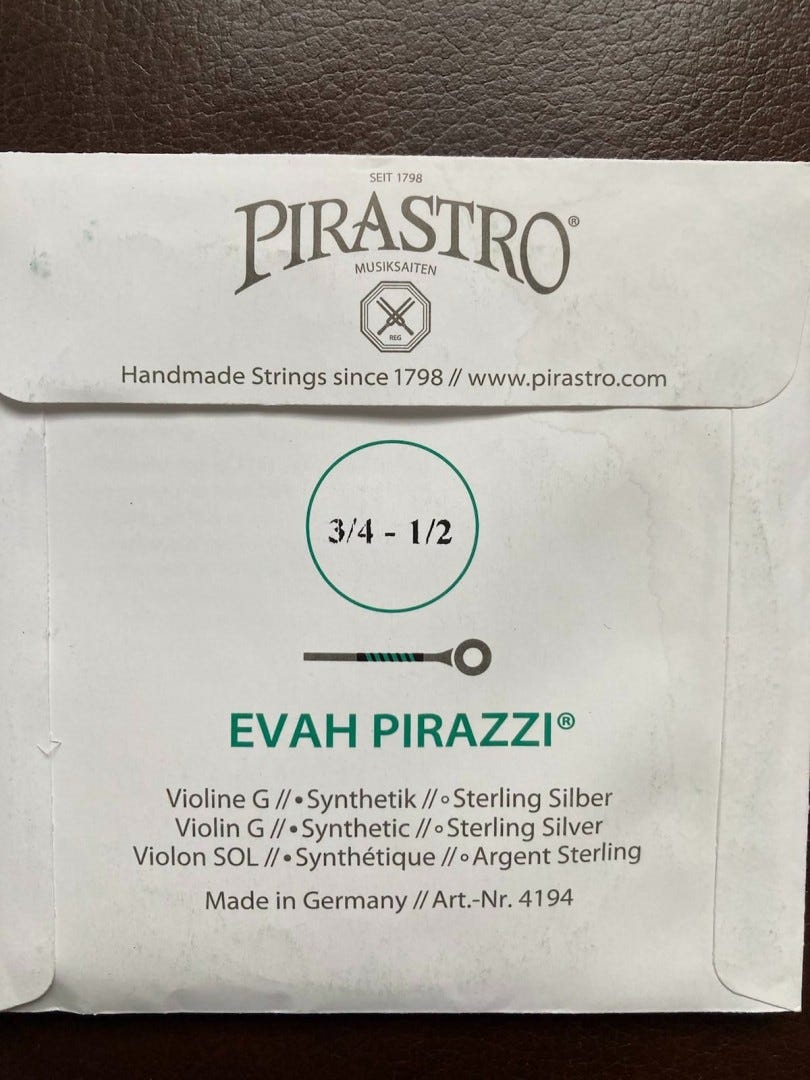 SEIT 1798
PIRASTRO®
MUSIKSAITEN
REG
Handmade Strings since 1798 // www.pirastro.com
3/4 - 1/2
EVAH PIRAZZI®
Violine G //•Synthetik //∘Sterling Silber
Violin G //•Synthetic //∘Sterling Silver
Violon SOL //•Synthétique //∘Argent Sterling
Made in Germany // Art.-Nr. 4194